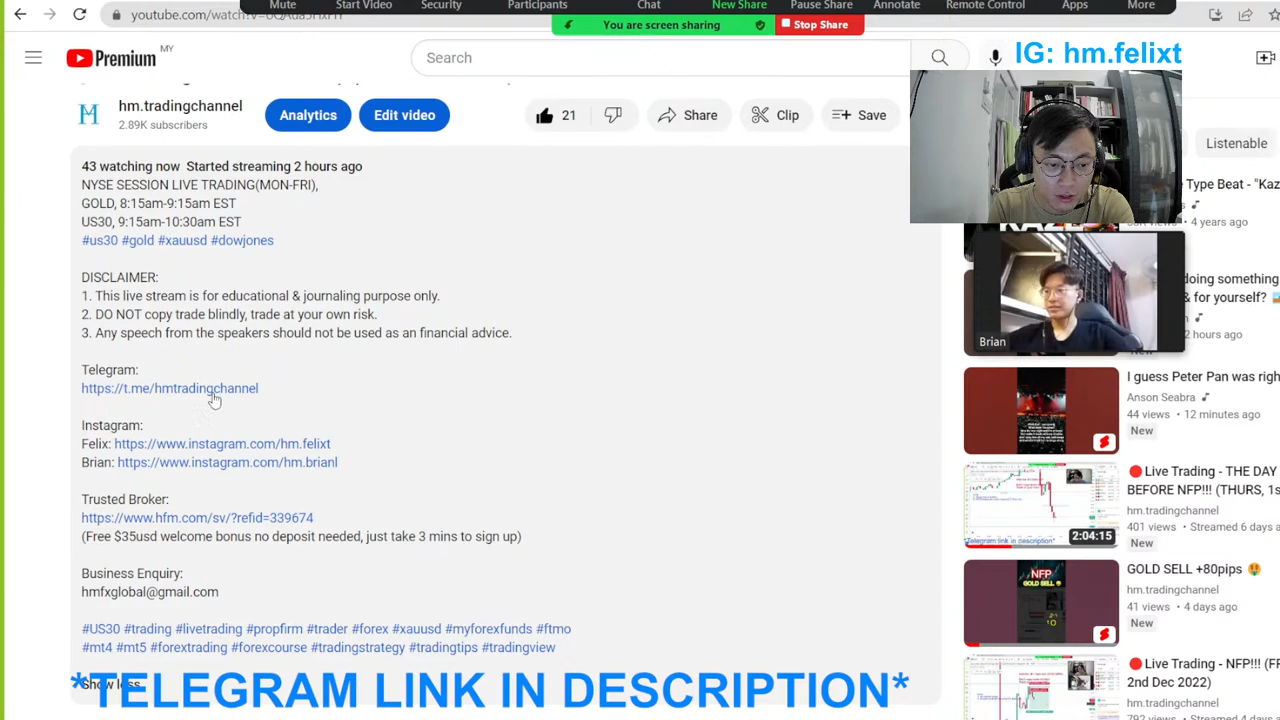 Mute Start Video Security Participants Chat New Share Pause Share Annotate Remote Control Apps More
You are screen sharing Stop Share
Premium MY
Search
IG: hm.felixt
hm.tradingchannel
2.89K subscribers
Analytics Edit video
21 Share Clip Save
Listenable
43 watching now Started streaming 2 hours ago
NYSE SESSION LIVE TRADING(MON-FRI),
GOLD, 8:15am-9:15am EST
US30, 9:15am-10:30am EST
#us30 #gold #xauusd #dowjones
DISCLAIMER:
1. This live stream is for educational & journaling purpose only.
2. DO NOT copy trade blindly, trade at your own risk.
3. Any speech from the speakers should not be used as an financial advice.
Telegram:
https://t.me/hmtradingchannel
Instagram:
Felix: https://www.instagram.com/hm.felixt
Brian: https://www.instagram.com/hm.brianl
Trusted Broker:
https://www.hfm.com/sv/?refid=339674
(Free $35usd welcome bonus no deposit needed, just take 3 mins to sign up)
Business Enquiry:
hmfxglobal@gmail.com
#US30 #trading #livetrading #propfirm #trader #forex #xauusd #myforexfunds #ftmo
#mt4 #mt5 #forextrading #forexcourse #tradingstrategy #tradingtips #tradingview
DESCRIPTION*
Brian
Type Beat - "Kaz
4 years ago
doing something
& for yourself?
hours ago
I guess Peter Pan was righ
Anson Seabra
44 views • 12 minutes ago
New
Live Trading - THE DAY
BEFORE NFP!!! (THURS, 1S
hm.tradingchannel
401 views • Streamed 6 da
New
*Telegram link in description*
2:04:15
NFP
GOLD SELL
GOLD SELL +80pips
hm.tradingchannel
41 views • 4 days ago
New
Live Trading - NFP!!! (FR
2nd Dec 2022)
hm.tradingchannel